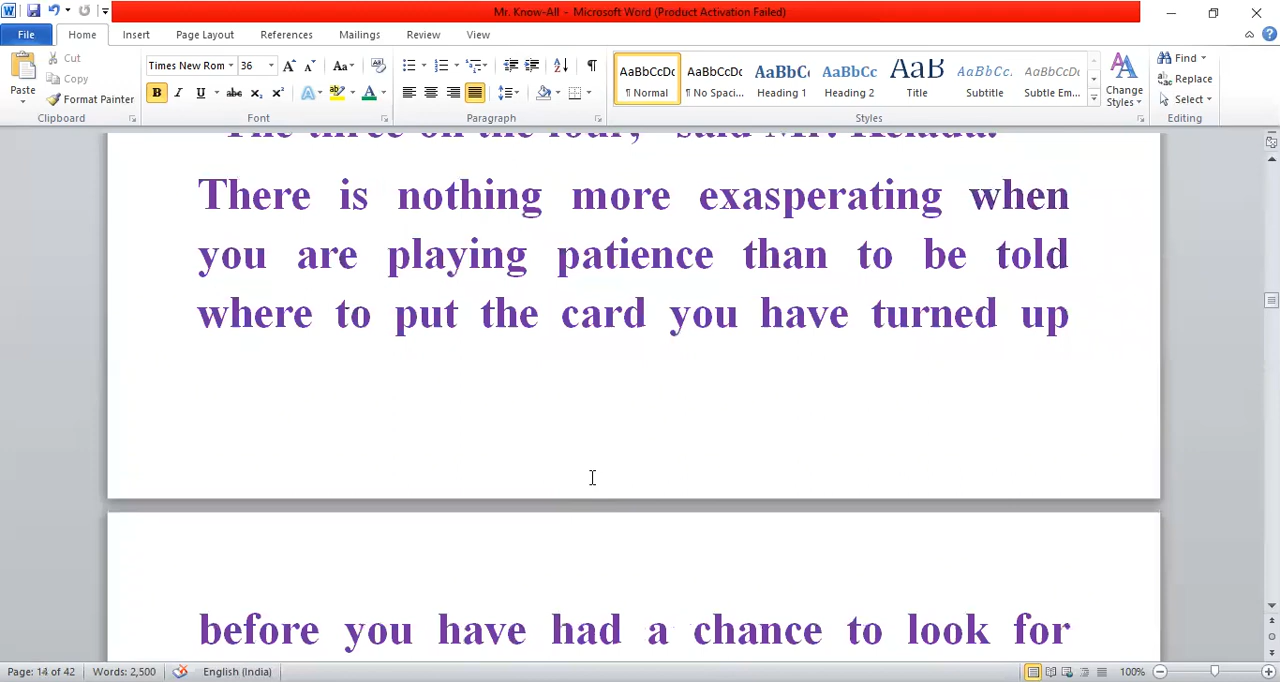 Mr. Know-All - Microsoft Word (Product Activation Failed)
File Home Insert Page Layout References Mailings Review View
Paste
Cut
Copy
Format Painter
Clipboard
Times New Rom 36
Font
Paragraph
AaBbCcDc AaBbCcDc AaBbC AaBbCc AaB AaBbCc. AaBbCcDc
¶ Normal ¶ No Spaci... Heading 1 Heading 2 Title Subtitle Subtle Em...
Change Styles
Styles
Find
Replace
Select
Editing
"The three on the four," said Mr. Kelada.
There is nothing more exasperating when
you are playing patience than to be told
where to put the card you have turned up
before you have had a chance to look for
Page: 14 of 42 Words: 2,500 English (India) 100%